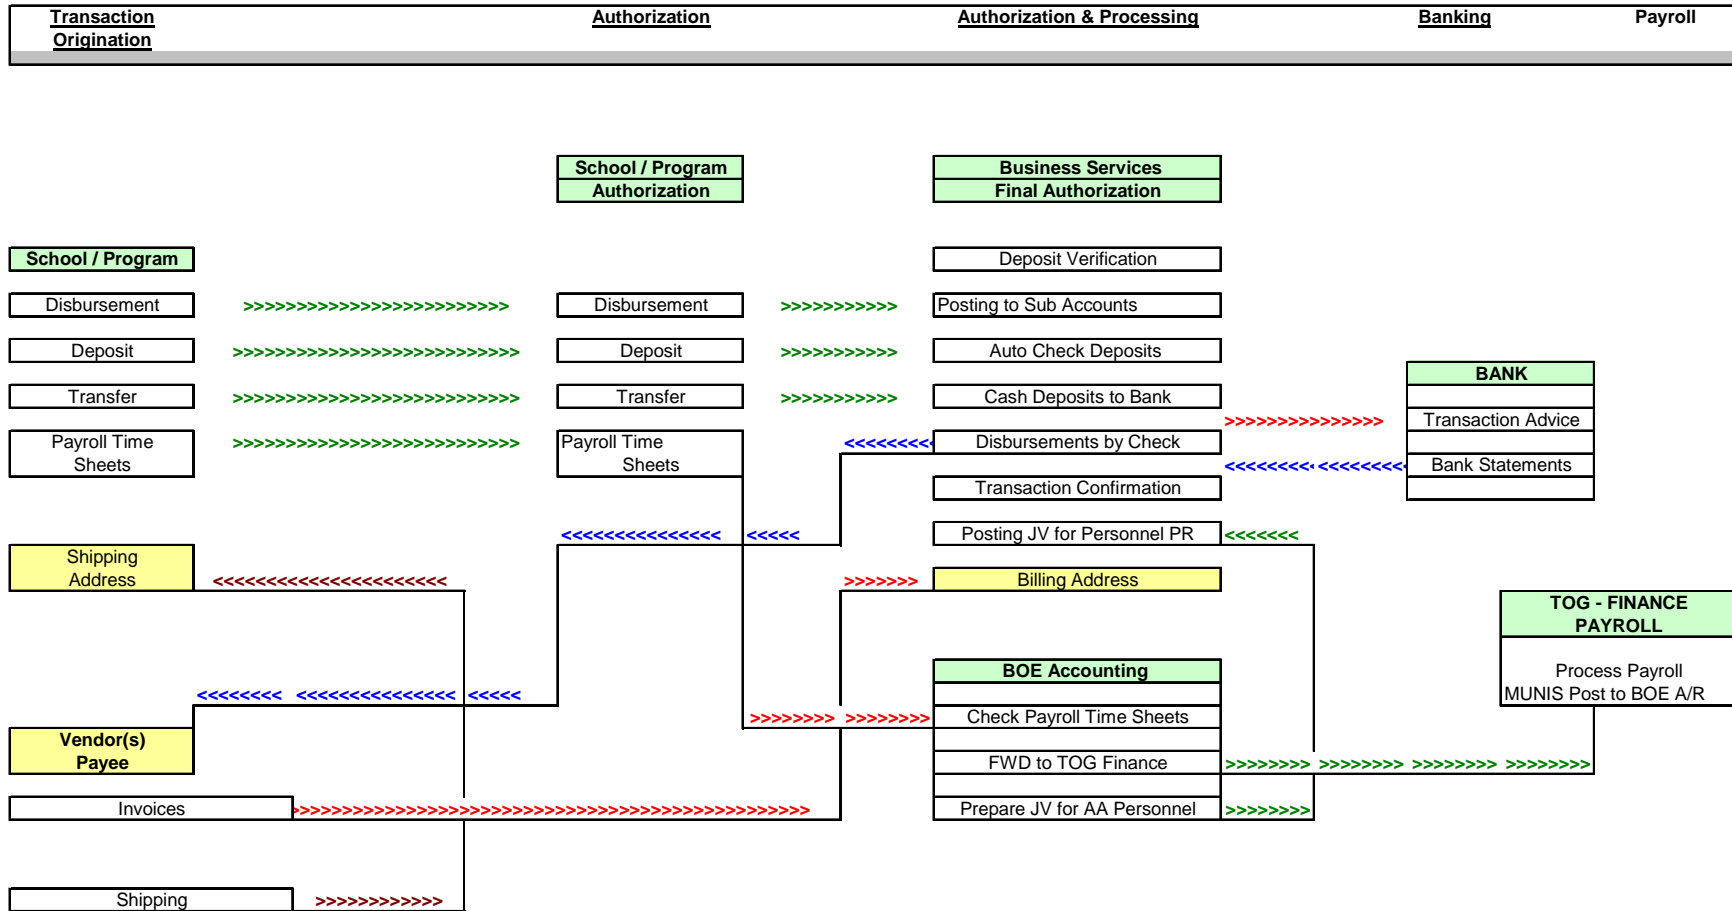 Transaction Origination
Authorization
Authorization & Processing
Banking
Payroll
School / Program
Authorization
Business Services
Final Authorization
School / Program
Deposit Verification
Disbursement >>>>>>>>>>>>>>>>>>>>>>>>> Disbursement >>>>>>>>>>> Posting to Sub Accounts
Deposit >>>>>>>>>>>>>>>>>>>>>>>>>>> Deposit >>>>>>>>>>> Auto Check Deposits
BANK
Transfer >>>>>>>>>>>>>>>>>>>>>>>>>>> Transfer >>>>>>>>>>> Cash Deposits to Bank
>>>>>>>>>>>>>>> Transaction Advice
Payroll Time
Sheets
>>>>>>>>>>>>>>>>>>>>>>>>>>>
Payroll Time
Sheets
<<<<<<<<< Disbursements by Check
<<<<<<<<< <<<<<<<<< Bank Statements
Transaction Confirmation
<<<<<<<<<<<<<<< <<<<< Posting JV for Personnel PR <<<<<<<
Shipping
Address
<<<<<<<<<<<<<<<<<<<<<< >>>>>>> Billing Address
TOG - FINANCE
PAYROLL
BOE Accounting
Process Payroll
MUNIS Post to BOE A/R
<<<<<<<< <<<<<<<<<<<<<<< <<<<<
>>>>>>>> >>>>>>>> Check Payroll Time Sheets
Vendor(s)
Payee
FWD to TOG Finance >>>>>>>> >>>>>>>> >>>>>>>> >>>>>>>>
Invoices >>>>>>>>>>>>>>>>>>>>>>>>>>>>>>>>>>>>>>>>>>>>>>>>> Prepare JV for AA Personnel >>>>>>>>
Shipping >>>>>>>>>>>>